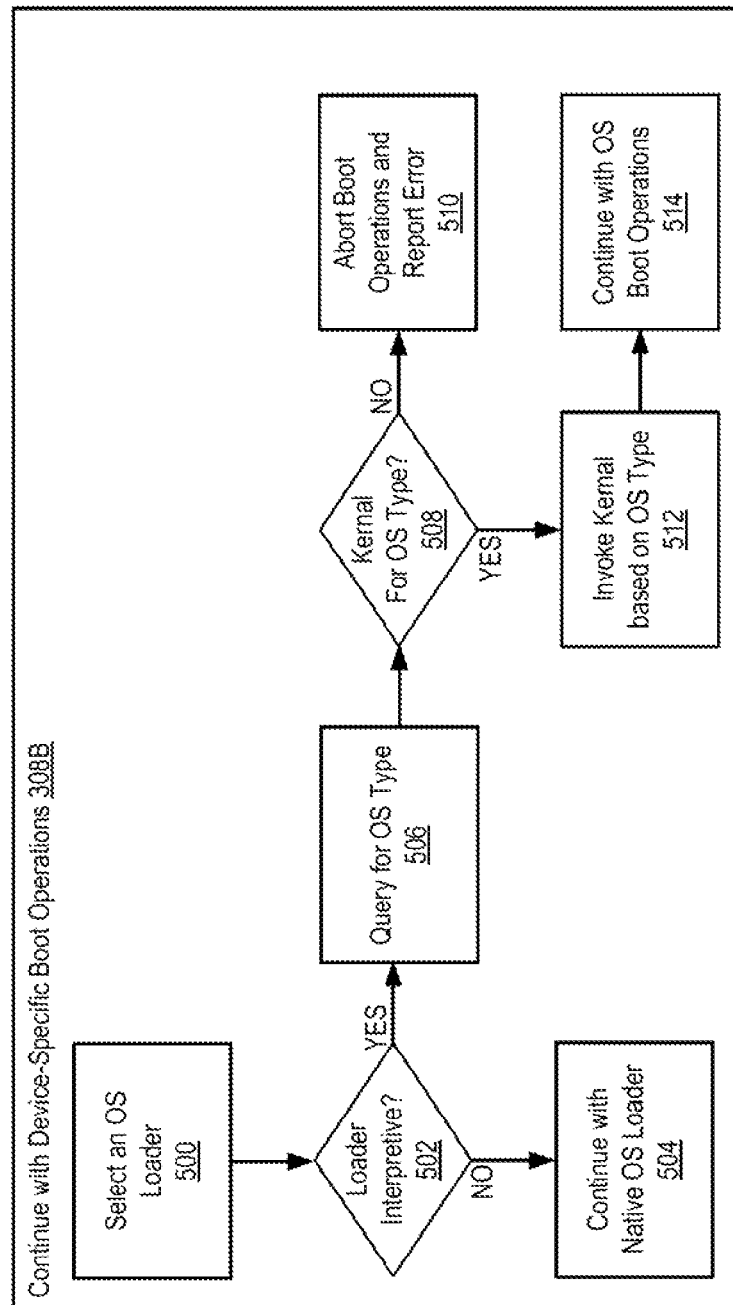 Continue with Device-Specific Boot Operations 308B
Select an OS
Loader
500
Loader
Interpretive?
502
YES
NO
Continue with
Native OS Loader
504
Query for OS Type
506
Kernal
For OS Type?
508
NO
YES
Abort Boot
Operations and
Report Error
510
Invoke Kernal
based on OS Type
512
Continue with OS
Boot Operations
514